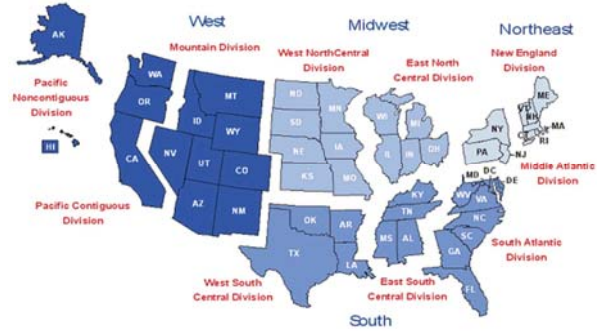 West
Midwest
Northeast
AK
Mountain Division
West NorthCentral
Division
East North
Central Division
New England
Division
Pacific
Noncontiguous
Division
WA
OR
MT
ID
WY
ND
MN
SD
WI
MI
ME
NH
NY
MA
RI
HI
CA
NV
UT
CO
NE
IA
KS
MO
IL
IN
OH
PA
NJ
Middle Atlantic
Division
MD
DC
DE
WV
VA
Pacific Contiguous
Division
AZ
NM
OK
AR
TX
LA
KY
TN
MS
AL
NC
SC
GA
FL
South Atlantic
Division
West South
Central Division
East South
Central Division
South